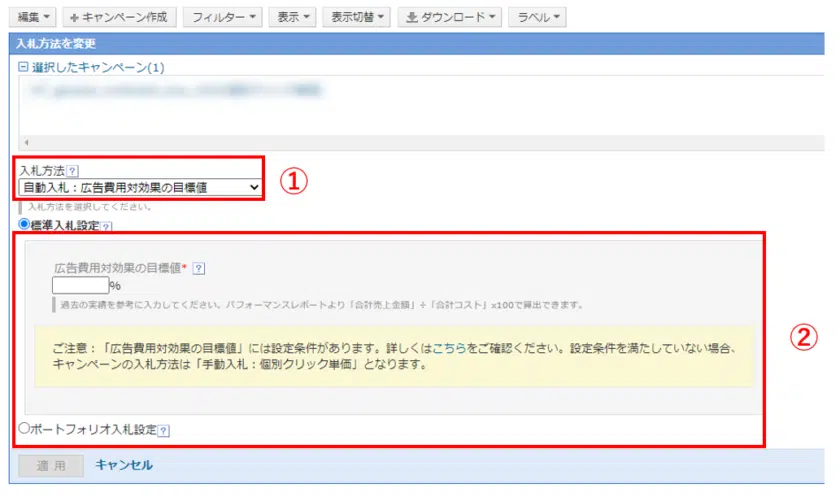 編集 ＋キャンペーン作成 フィルター 表示 表示切替 ダウンロード ラベル
入札方法を変更
選択したキャンペーン(1)
入札方法?
自動入札：広告費用対効果の目標値
①
入札方法を選択してください。
標準入札設定?
広告費用対効果の目標値* ?
%
過去の実績を参考に入力してください。パフォーマンスレポートより「合計売上金額」÷「合計コスト」x100で算出できます。
②
ご注意：「広告費用対効果の目標値」には設定条件があります。詳しくはこちらをご確認ください。設定条件を満たしていない場合、
キャンペーンの入札方法は「手動入札：個別クリック単価」となります。
ポートフォリオ入札設定?
適用 キャンセル